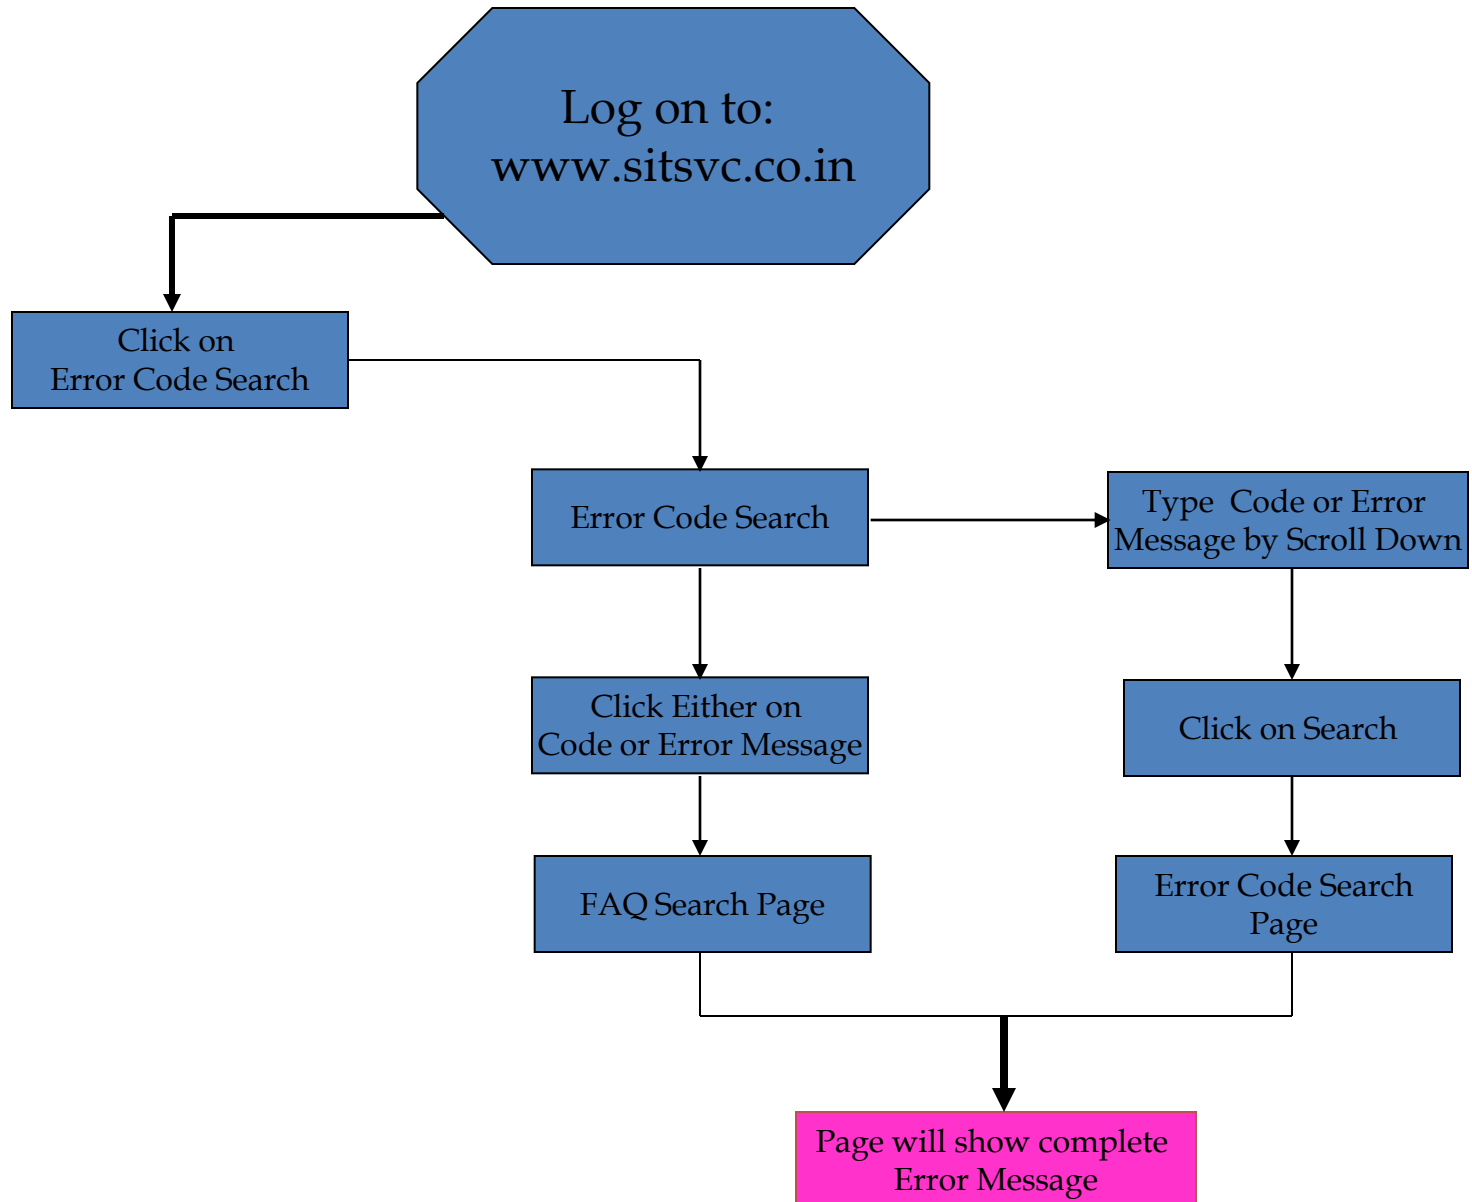 Log on to:
www.sitsvc.co.in
Click on
Error Code Search
Error Code Search
Type  Code or Error
Message by Scroll Down
Click Either on
Code or Error Message
Click on Search
FAQ Search Page
Error Code Search
Page
Page will show complete
Error Message